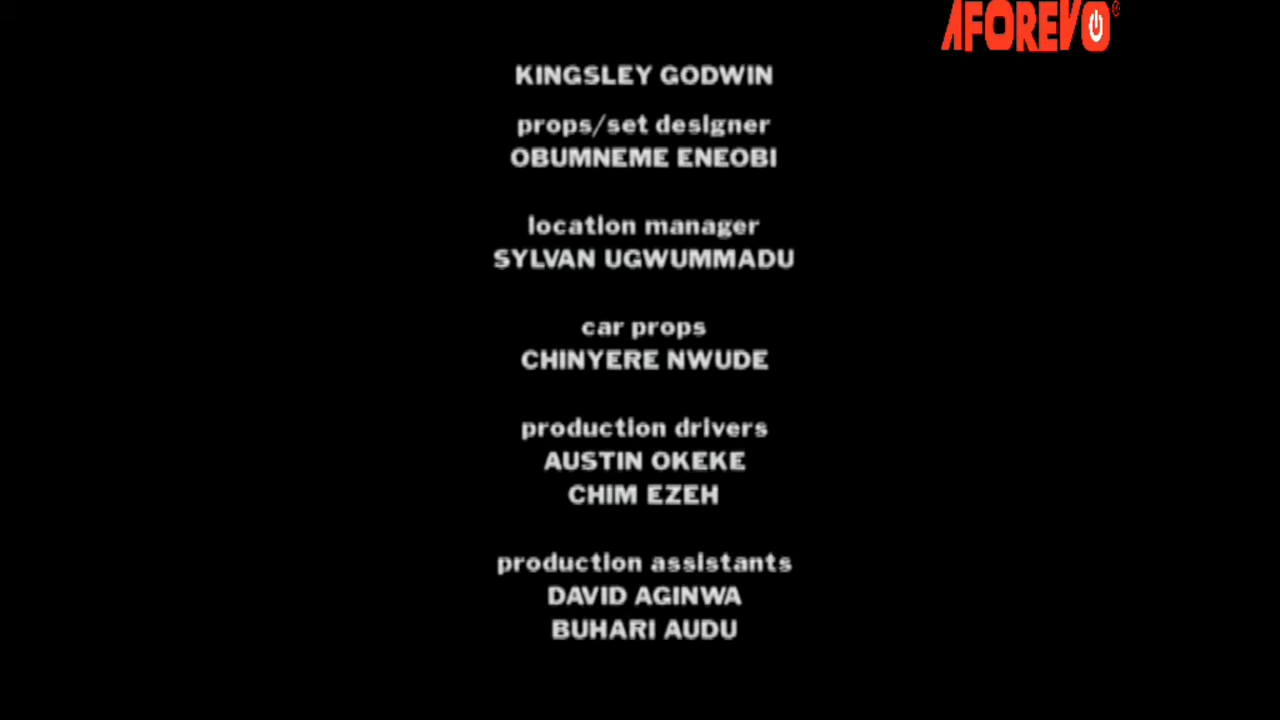 AFOREVO®
KINGSLEY GODWIN
props/set designer
OBUMNEME ENEOBI
location manager
SYLVAN UGWUMMADU
car props
CHINYERE NWUDE
production drivers
AUSTIN OKEKE
CHIM EZEH
production assistants
DAVID AGINWA
BUHARI AUDU